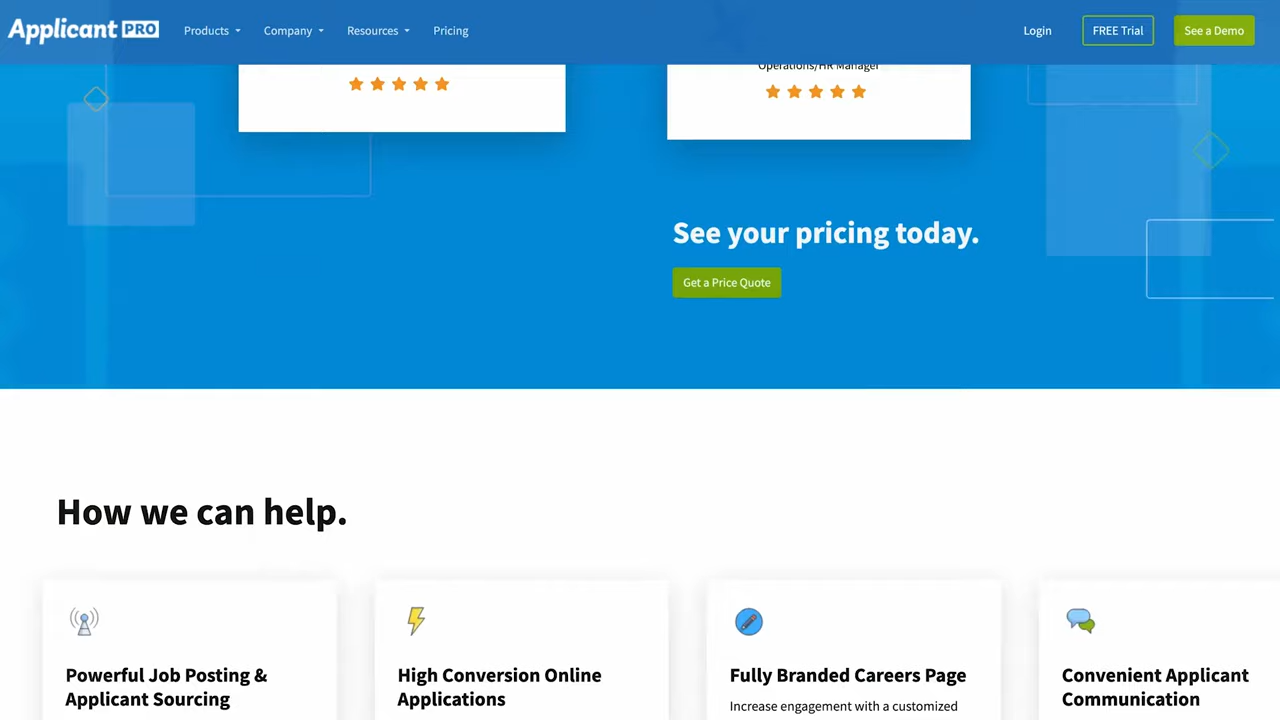 Applicant PRO
Products
Company
Resources
Pricing
Login
FREE Trial
See a Demo
Operations/HR Manager
See your pricing today.
Get a Price Quote
How we can help.
Powerful Job Posting &
Applicant Sourcing
High Conversion Online
Applications
Fully Branded Careers Page
Increase engagement with a customized
Convenient Applicant
Communication